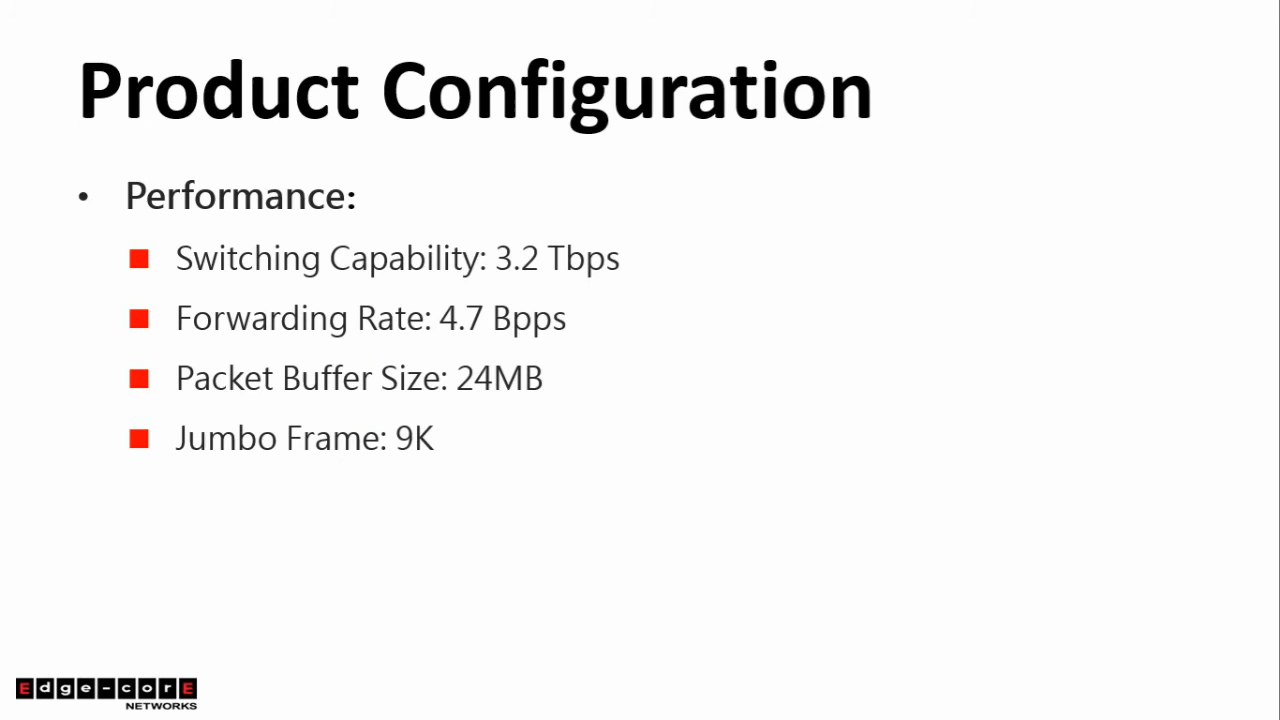 Product Configuration
• Performance:
■ Switching Capability: 3.2 Tbps
■ Forwarding Rate: 4.7 Bpps
■ Packet Buffer Size: 24MB
■ Jumbo Frame: 9K
Edge-corE
NETWORKS